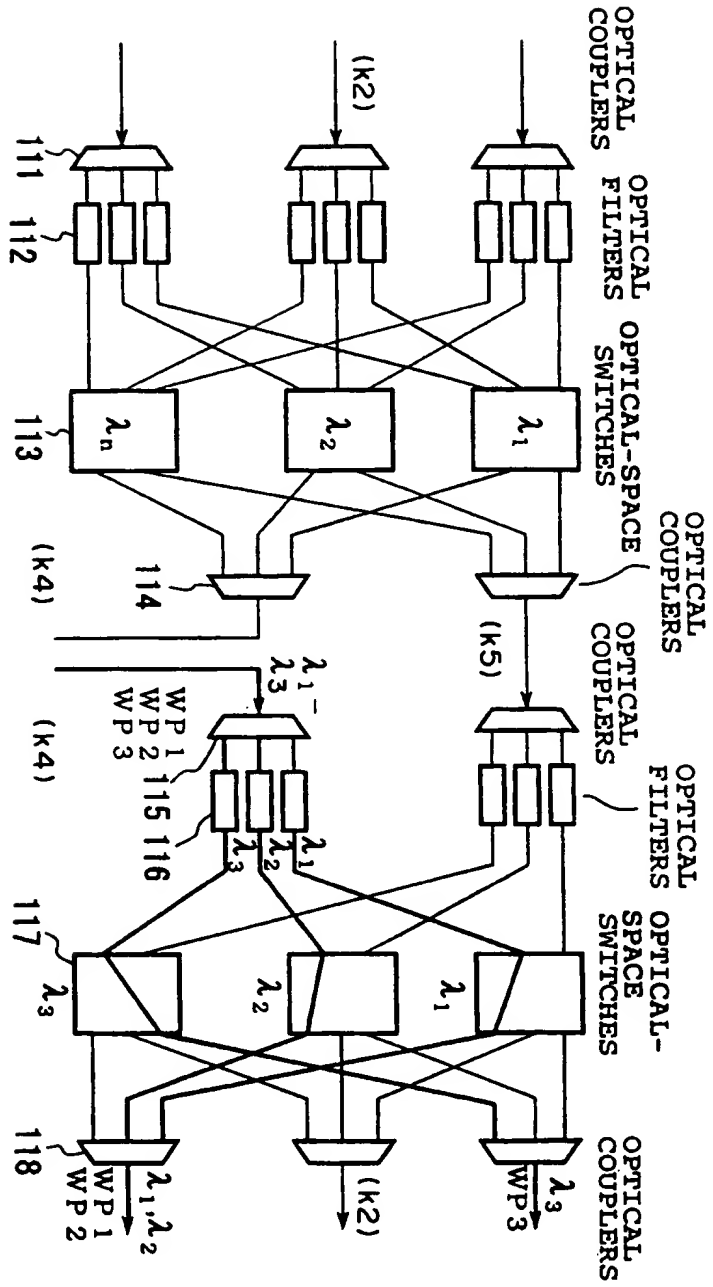 OPTICAL
COUPLERS
(k2)
111
OPTICAL
FILTERS
112
OPTICAL-SPACE
SWITCHES
λ1
λ2
λn
113
OPTICAL
COUPLERS
114
(k4)
(k5)
OPTICAL
COUPLERS
λ1-
λ3
WP1
WP2
WP3
(k4)
115
OPTICAL
FILTERS
λ1
λ2
λ3
116
OPTICAL-
SPACE
SWITCHES
λ1
λ2
λ3
117
OPTICAL
COUPLERS
118
λ3
WP3
(k2)
λ1,λ2
WP1
WP2